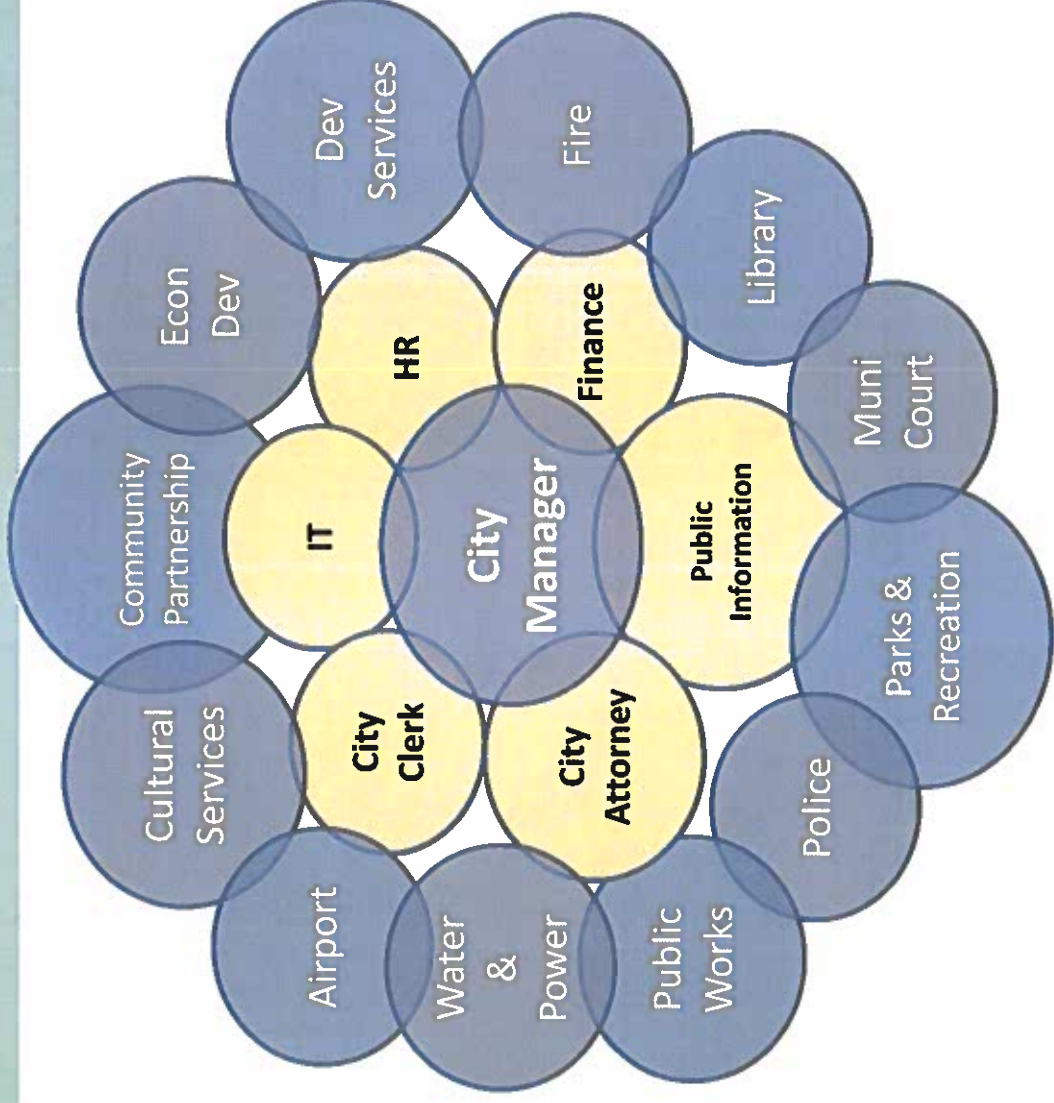 Cultural
Services
Community
Partnership
Econ
Dev
Airport
City
Clerk
IT
HR
Dev
Services
Water
&
Power
City
Manager
Public
Works
City
Attorney
Public
Information
Finance
Fire
Police
Parks &
Recreation
Muni
Court
Library